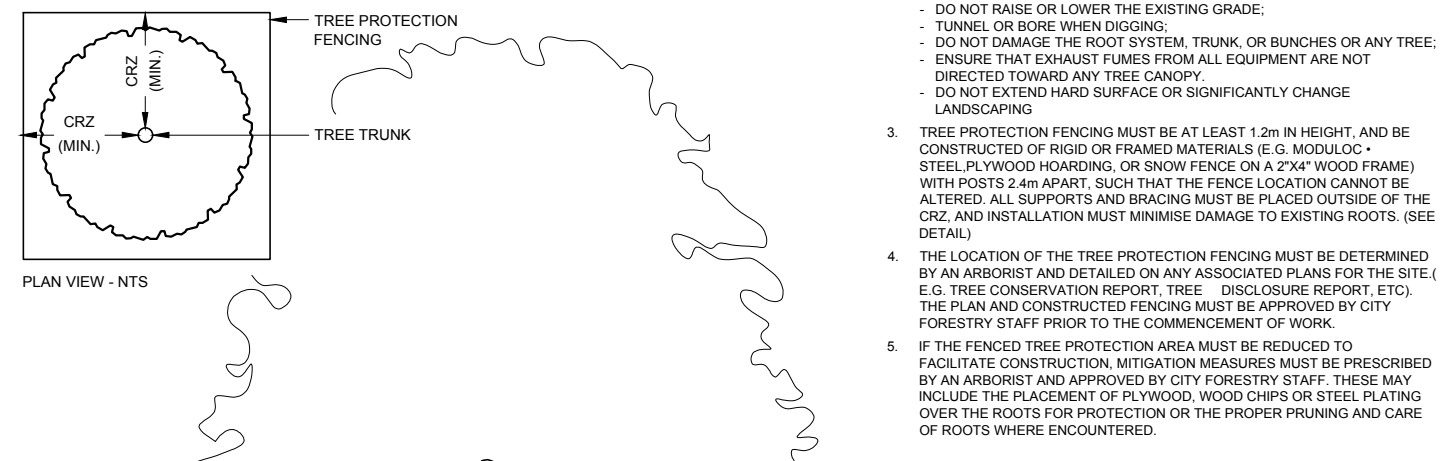 TREE PROTECTION
FENCING
CRZ
(MIN.)
CRZ
(MIN.)
TREE TRUNK
PLAN VIEW - NTS
- DO NOT RAISE OR LOWER THE EXISTING GRADE;
- TUNNEL OR BORE WHEN DIGGING;
- DO NOT DAMAGE THE ROOT SYSTEM, TRUNK, OR BUNCHES OR ANY TREE;
- ENSURE THAT EXHAUST FUMES FROM ALL EQUIPMENT ARE NOT
DIRECTED TOWARD ANY TREE CANOPY.
- DO NOT EXTEND HARD SURFACE OR SIGNIFICANTLY CHANGE
LANDSCAPING
3. TREE PROTECTION FENCING MUST BE AT LEAST 1.2m IN HEIGHT, AND BE
CONSTRUCTED OF RIGID OR FRAMED MATERIALS (E.G. MODULOC •
STEEL,PLYWOOD HOARDING, OR SNOW FENCE ON A 2"X4" WOOD FRAME)
WITH POSTS 2.4m APART, SUCH THAT THE FENCE LOCATION CANNOT BE
ALTERED. ALL SUPPORTS AND BRACING MUST BE PLACED OUTSIDE OF THE
CRZ, AND INSTALLATION MUST MINIMISE DAMAGE TO EXISTING ROOTS. (SEE
DETAIL)
4. THE LOCATION OF THE TREE PROTECTION FENCING MUST BE DETERMINED
BY AN ARBORIST AND DETAILED ON ANY ASSOCIATED PLANS FOR THE SITE.(
E.G. TREE CONSERVATION REPORT, TREE DISCLOSURE REPORT, ETC).
THE PLAN AND CONSTRUCTED FENCING MUST BE APPROVED BY CITY
FORESTRY STAFF PRIOR TO THE COMMENCEMENT OF WORK.
5. IF THE FENCED TREE PROTECTION AREA MUST BE REDUCED TO
FACILITATE CONSTRUCTION, MITIGATION MEASURES MUST BE PRESCRIBED
BY AN ARBORIST AND APPROVED BY CITY FORESTRY STAFF. THESE MAY
INCLUDE THE PLACEMENT OF PLYWOOD, WOOD CHIPS OR STEEL PLATING
OVER THE ROOTS FOR PROTECTION OR THE PROPER PRUNING AND CARE
OF ROOTS WHERE ENCOUNTERED.